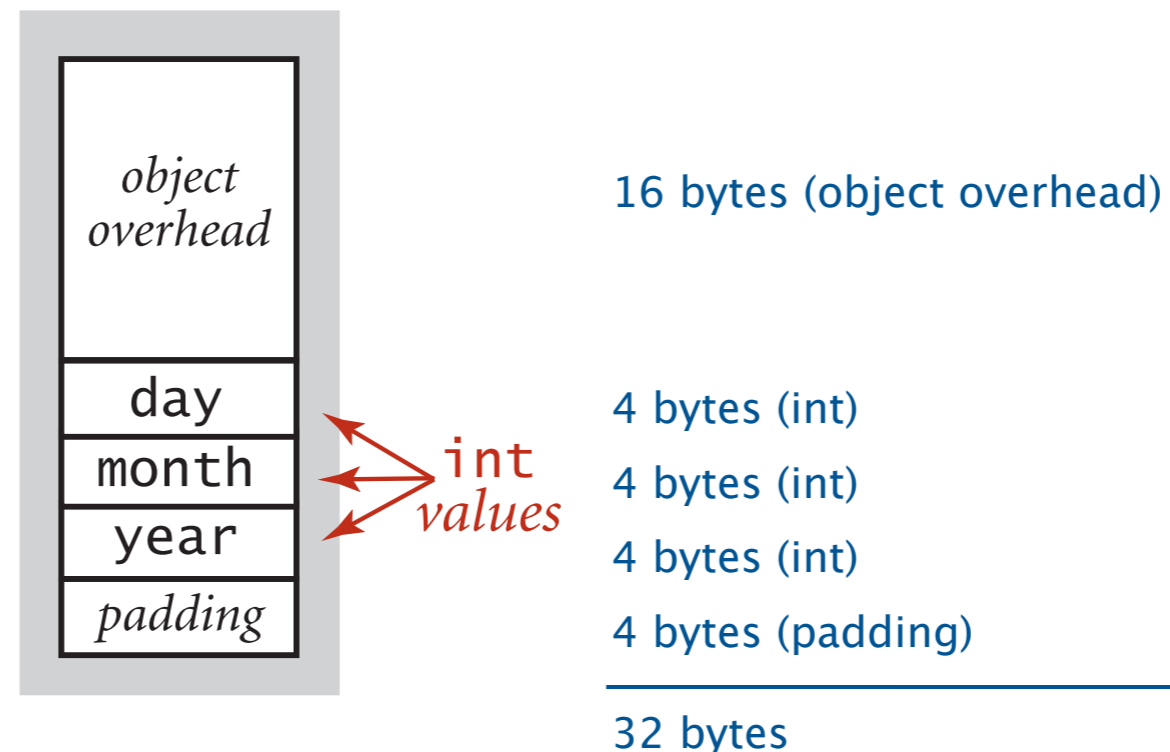 object
overhead
16 bytes (object overhead)
day
4 bytes (int)
month
int
values
4 bytes (int)
year
4 bytes (int)
padding
4 bytes (padding)
32 bytes